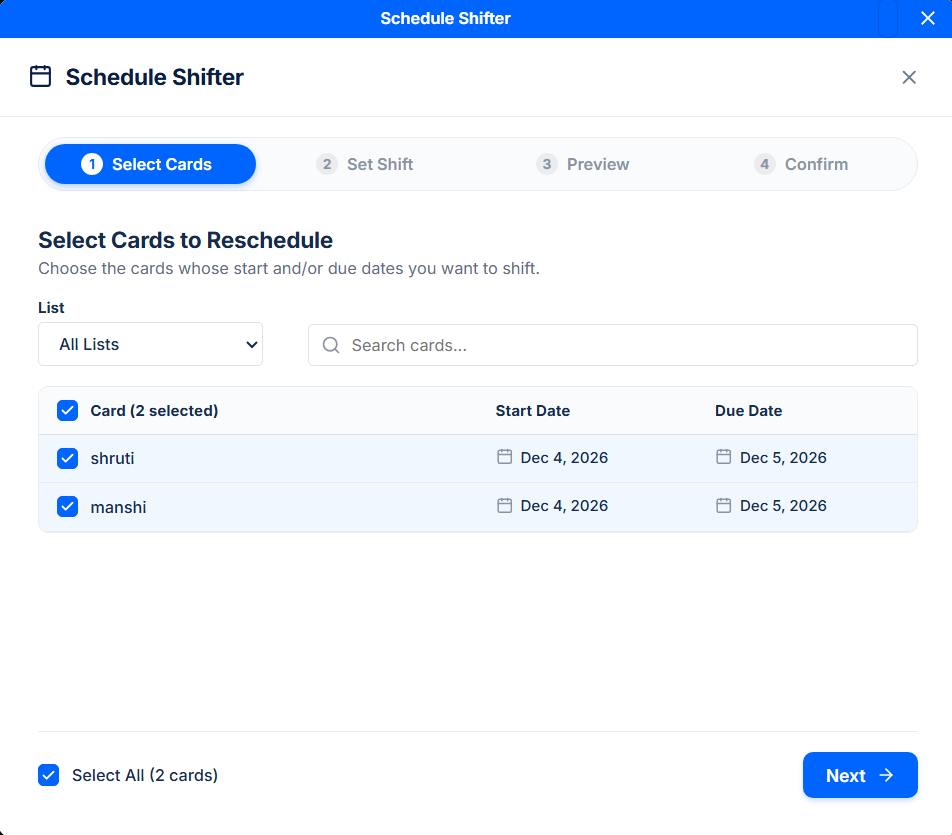 Schedule Shifter
Schedule Shifter
1 Select Cards 2 Set Shift 3 Preview 4 Confirm
Select Cards to Reschedule
Choose the cards whose start and/or due dates you want to shift.
List
All Lists Search cards...
Card (2 selected) Start Date Due Date
shruti Dec 4, 2026 Dec 5, 2026
manshi Dec 4, 2026 Dec 5, 2026
Select All (2 cards) Next →